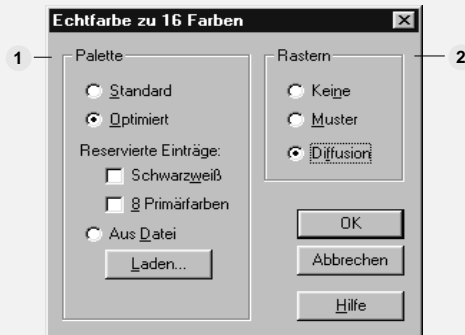 Echtfarbe zu 16 Farben
1
Palette
Standard
Optimiert
Reservierte Einträge:
Schwarzweiß
8 Primärfarben
Aus Datei
Laden...
2
Rastern
Keine
Muster
Diffusion
OK
Abbrechen
Hilfe